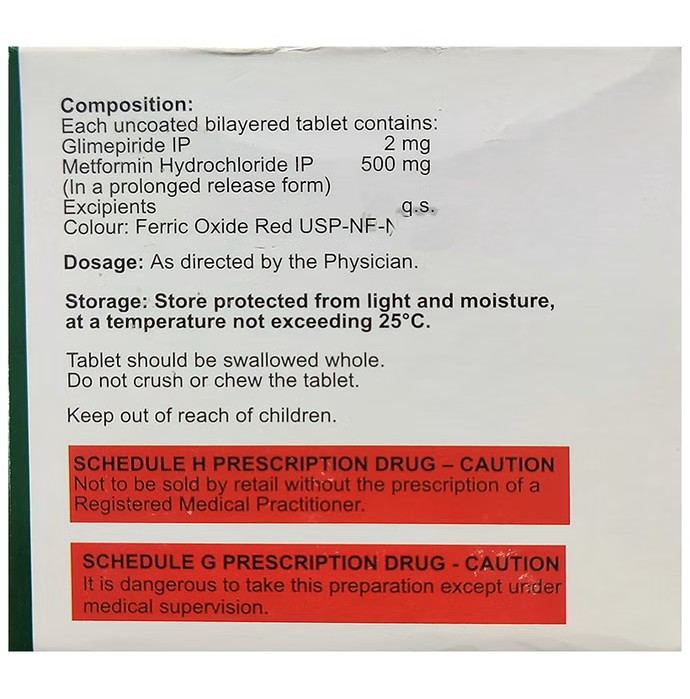 Composition:
Each uncoated bilayered tablet contains:
Glimepiride IP 2 mg
Metformin Hydrochloride IP 500 mg
(In a prolonged release form)
Excipients q.s.
Colour: Ferric Oxide Red USP-NF-
Dosage: As directed by the Physician.
Storage: Store protected from light and moisture,
at a temperature not exceeding 25°C.
Tablet should be swallowed whole.
Do not crush or chew the tablet.
Keep out of reach of children.
SCHEDULE H PRESCRIPTION DRUG – CAUTION
Not to be sold by retail without the prescription of a
Registered Medical Practitioner.
SCHEDULE G PRESCRIPTION DRUG - CAUTION
It is dangerous to take this preparation except under
medical supervision.